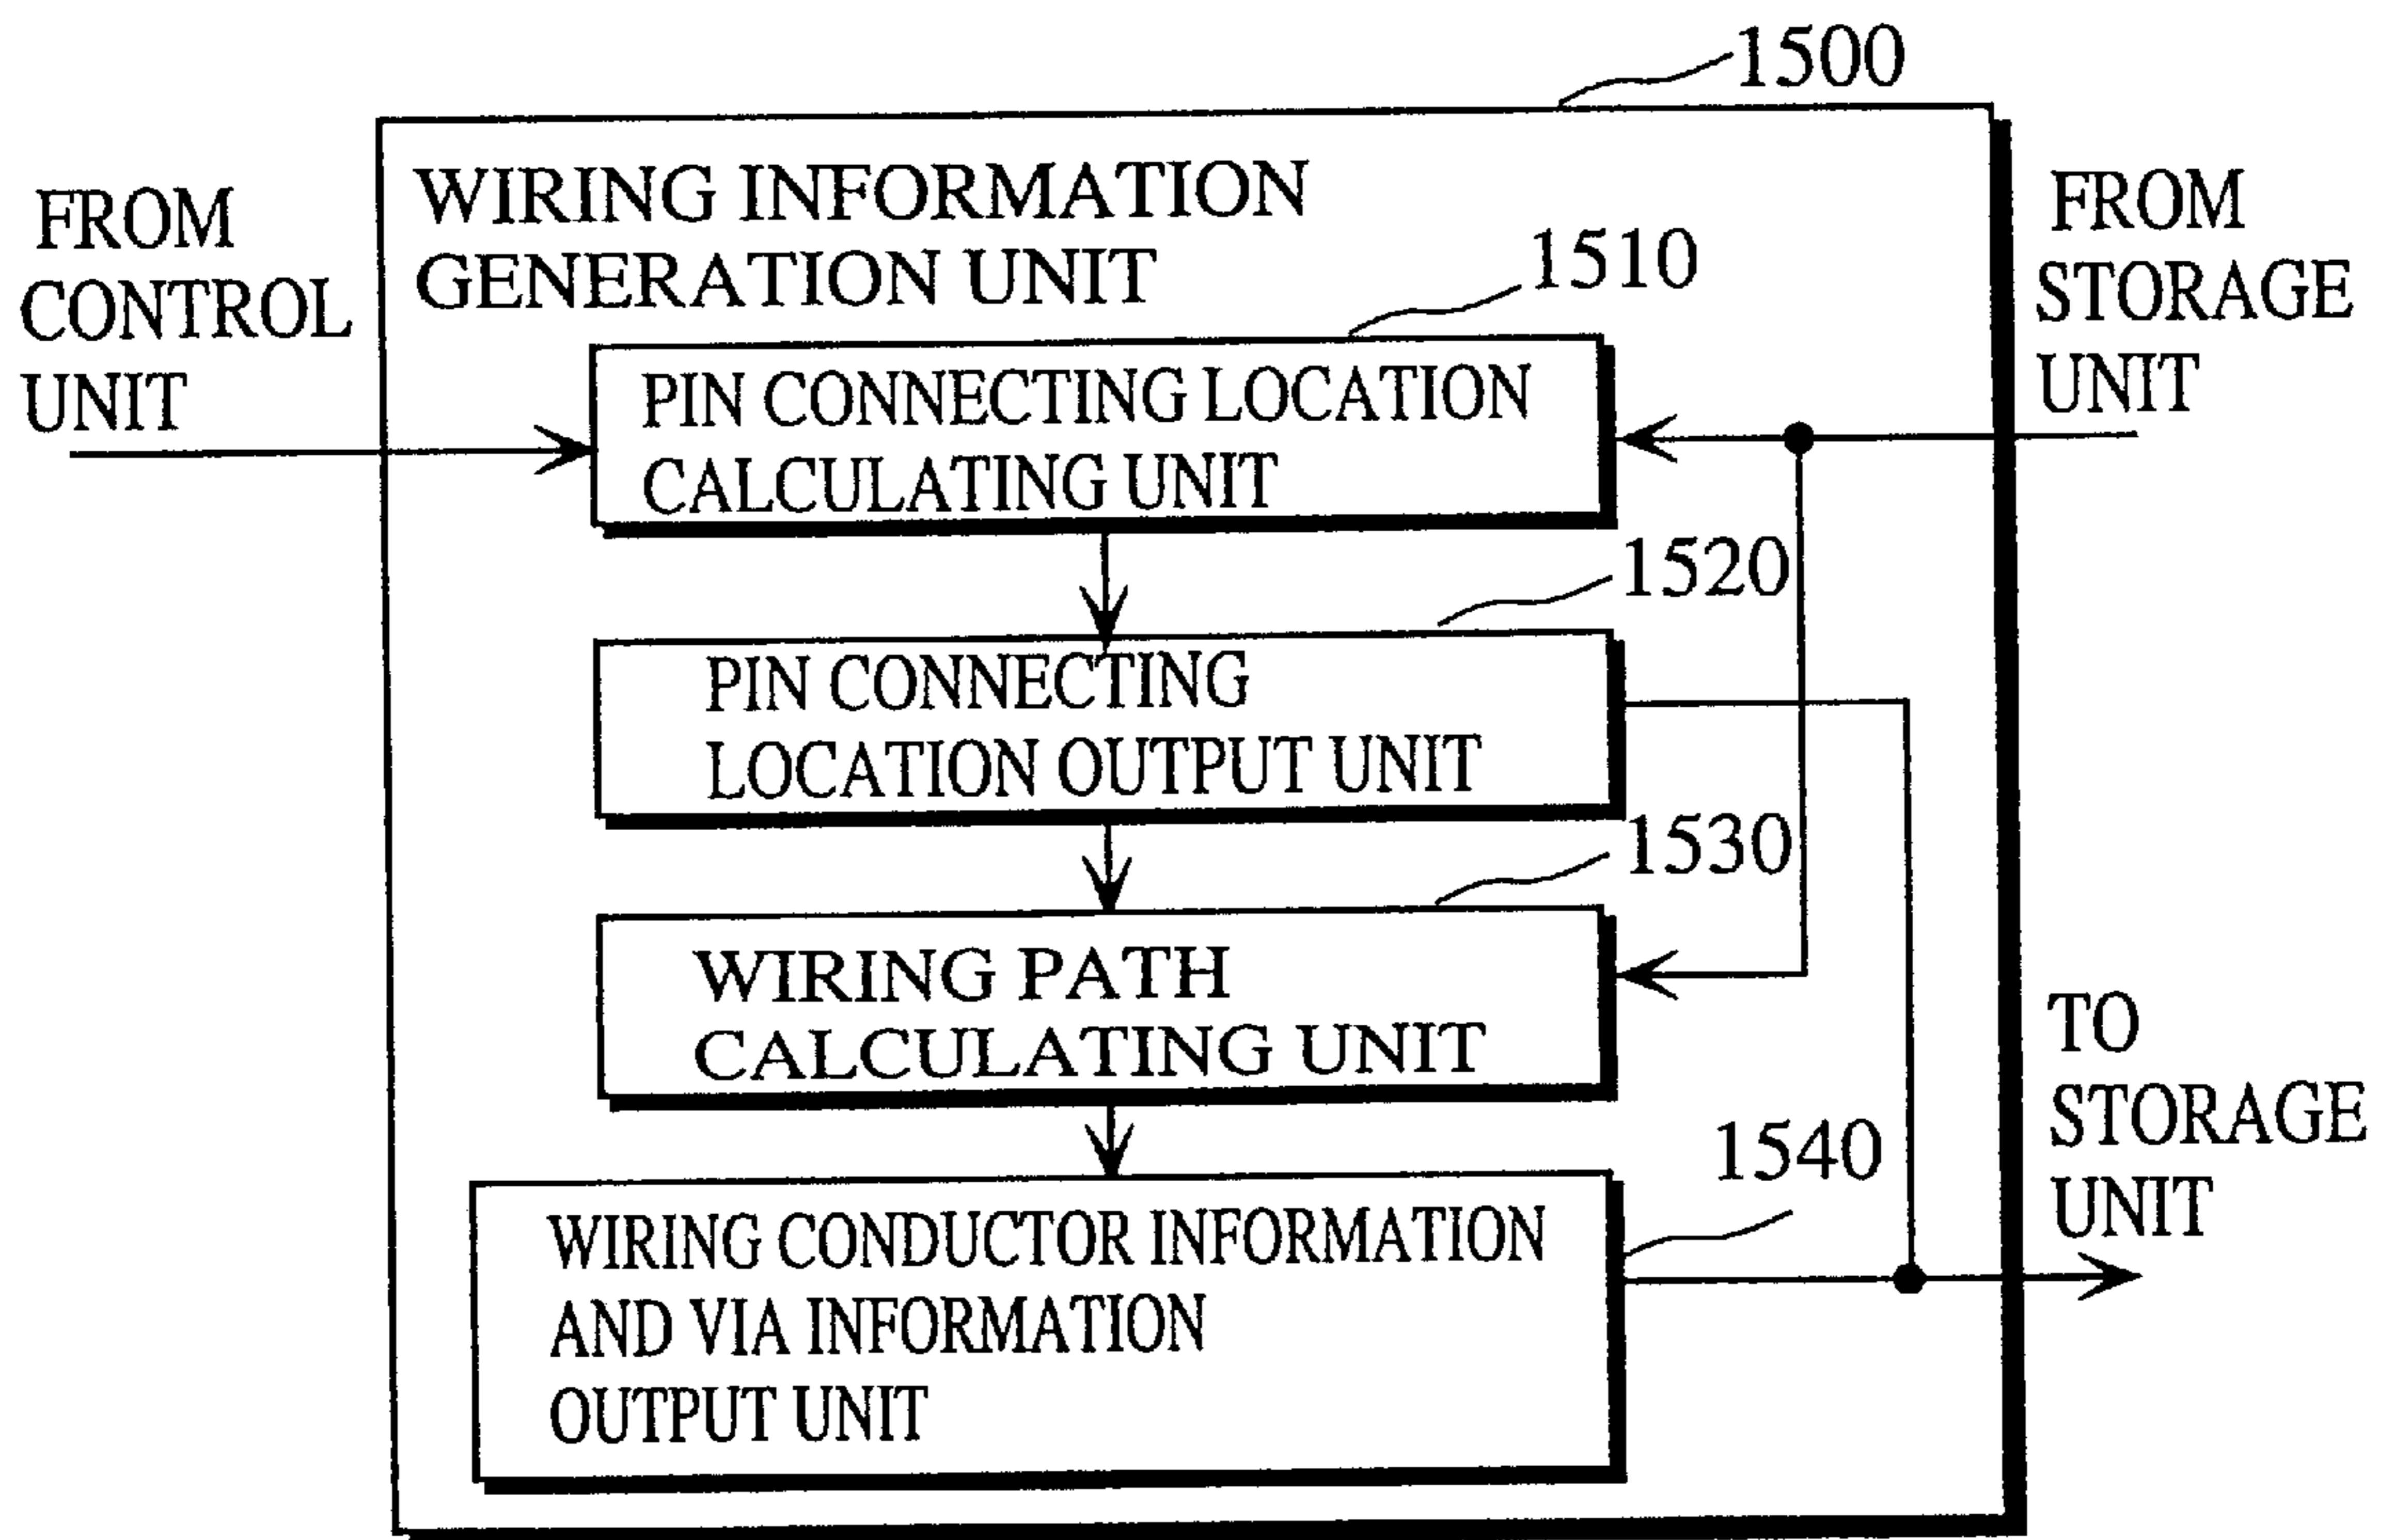 1500
WIRING INFORMATION
GENERATION UNIT
FROM
CONTROL
UNIT
FROM
STORAGE
UNIT
1510
PIN CONNECTING LOCATION
CALCULATING UNIT
1520
PIN CONNECTING
LOCATION OUTPUT UNIT
1530
WIRING PATH
CALCULATING UNIT
TO
STORAGE
UNIT
1540
WIRING CONDUCTOR INFORMATION
AND VIA INFORMATION
OUTPUT UNIT